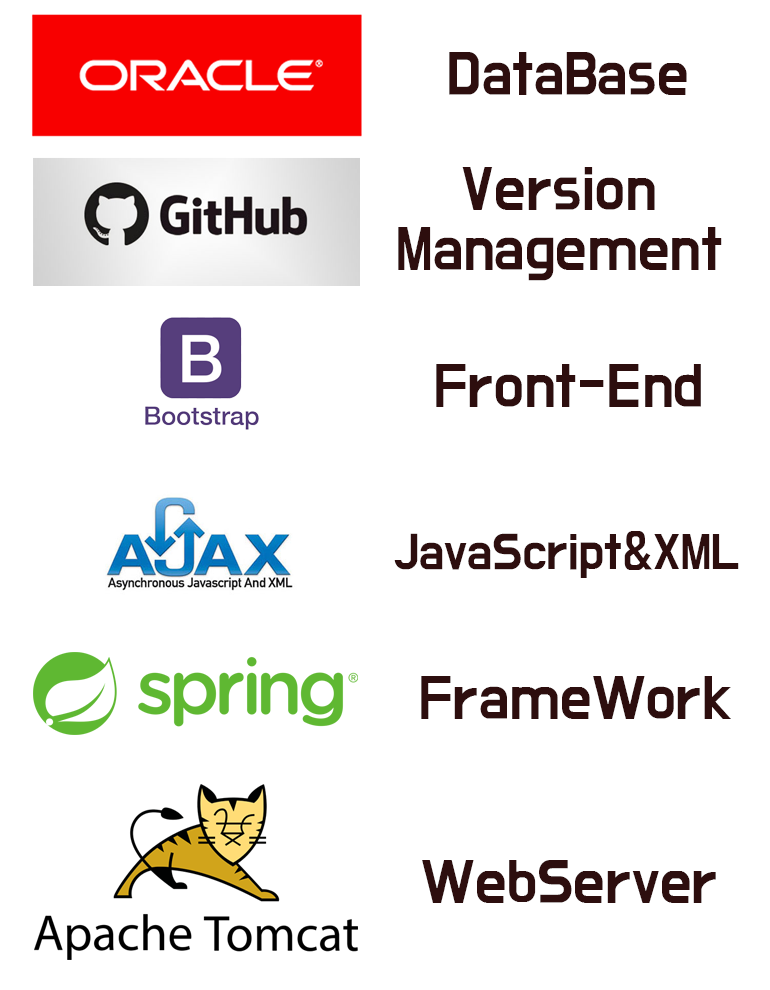 ORACLE®
DataBase
GitHub
Version
Management
B
Bootstrap
Front-End
AJAX
Asynchronous Javascript And XML
JavaScript&XML
spring®
FrameWork
Apache Tomcat
WebServer